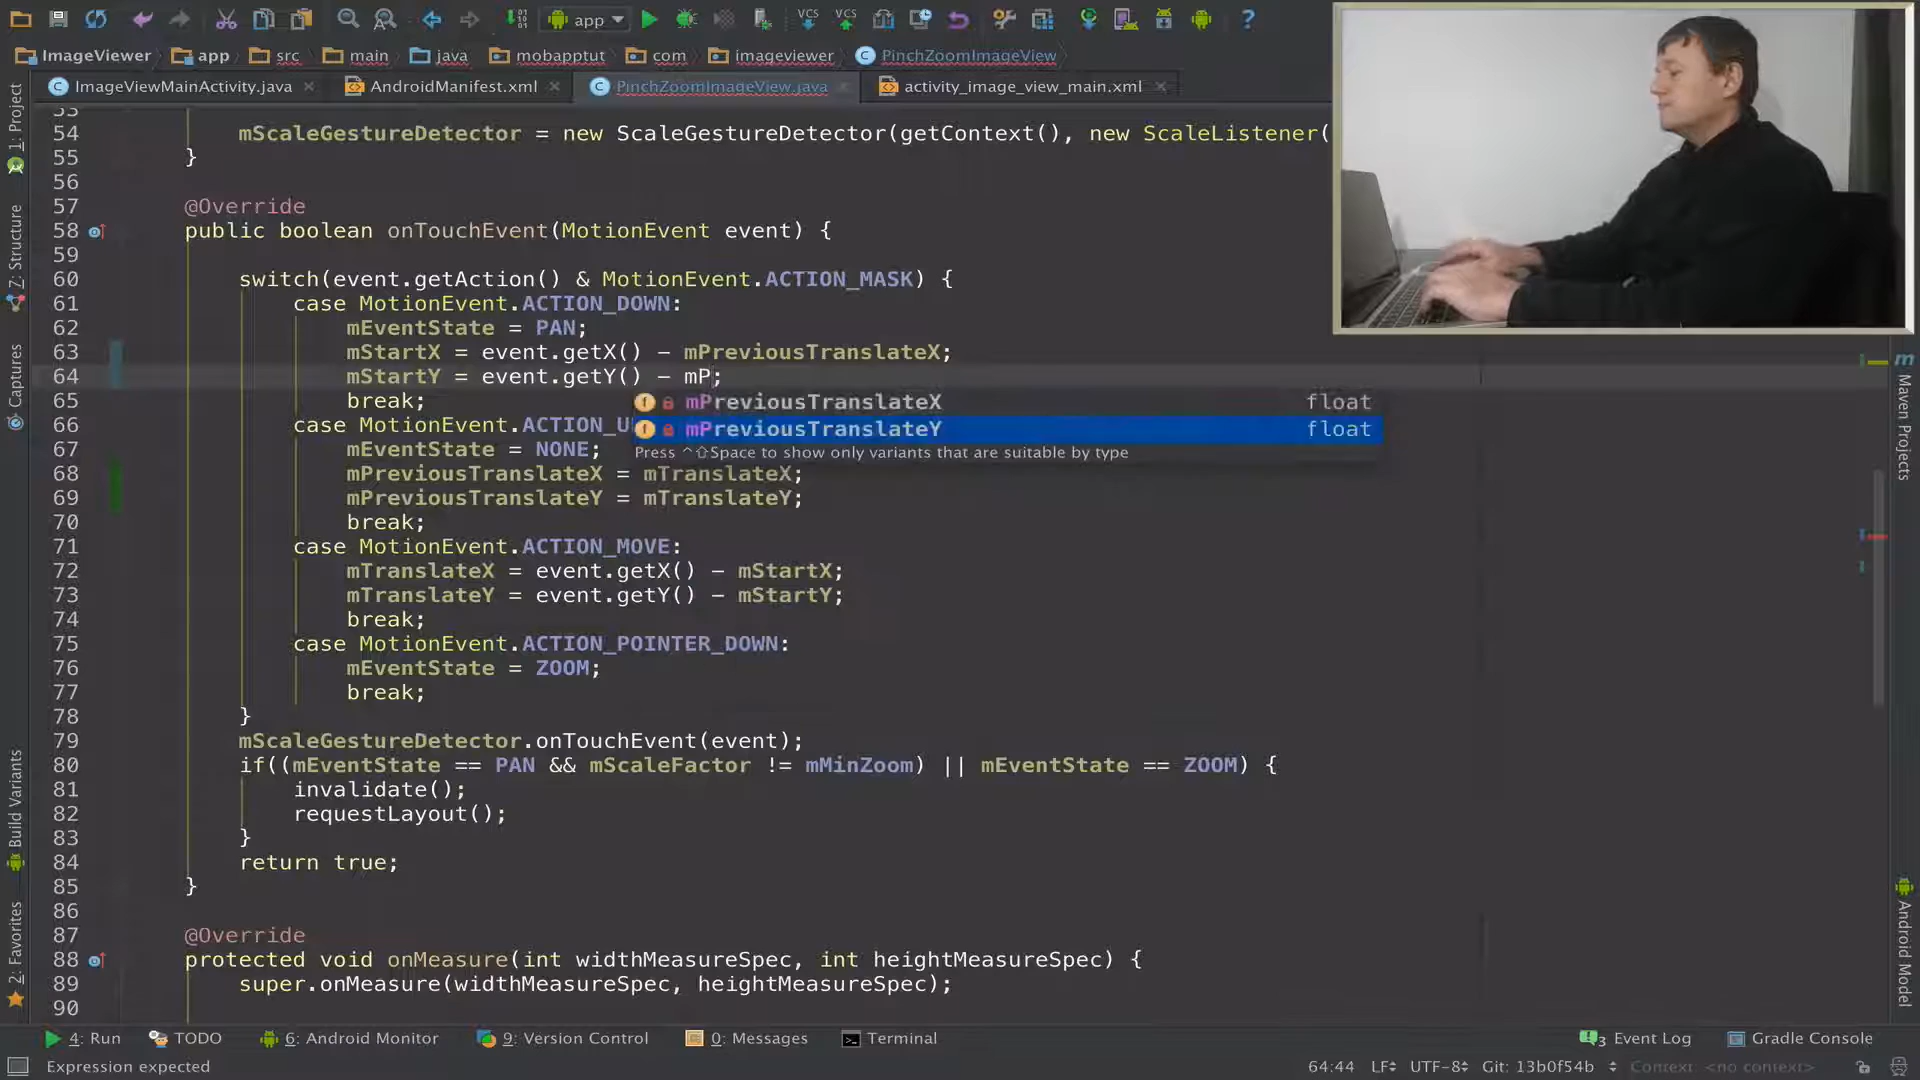 app
VCS VCS
ImageViewer app src main java mobapptut com imageviewer PinchZoomImageView
ImageViewMainActivity.java AndroidManifest.xml PinchZoomImageView.java activity_image_view_main.xml
53
54 mScaleGestureDetector = new ScaleGestureDetector(getContext(), new ScaleListener(
55 }
56
57 @Override
58 public boolean onTouchEvent(MotionEvent event) {
59
60 switch(event.getAction() & MotionEvent.ACTION_MASK) {
61 case MotionEvent.ACTION_DOWN:
62 mEventState = PAN;
63 mStartX = event.getX() - mPreviousTranslateX;
64 mStartY = event.getY() - mP;
65 break;
mPreviousTranslateX float
66 case MotionEvent.ACTION_U
mPreviousTranslateY float
67 mEventState = NONE;
Press ^⇧Space to show only variants that are suitable by type
68 mPreviousTranslateX = mTranslateX;
69 mPreviousTranslateY = mTranslateY;
70 break;
71 case MotionEvent.ACTION_MOVE:
72 mTranslateX = event.getX() - mStartX;
73 mTranslateY = event.getY() - mStartY;
74 break;
75 case MotionEvent.ACTION_POINTER_DOWN:
76 mEventState = ZOOM;
77 break;
78 }
79 mScaleGestureDetector.onTouchEvent(event);
80 if((mEventState == PAN && mScaleFactor != mMinZoom) || mEventState == ZOOM) {
81 invalidate();
82 requestLayout();
83 }
84 return true;
85 }
86
87 @Override
88 protected void onMeasure(int widthMeasureSpec, int heightMeasureSpec) {
89 super.onMeasure(widthMeasureSpec, heightMeasureSpec);
90
1: Project
7: Structure
Captures
Build Variants
2: Favorites
Maven Projects
Android Model
4: Run TODO 6: Android Monitor 9: Version Control 0: Messages Terminal 3 Event Log Gradle Console
Expression expected 64:44 LF UTF-8 Git: 13b0f54b Context: <no context>